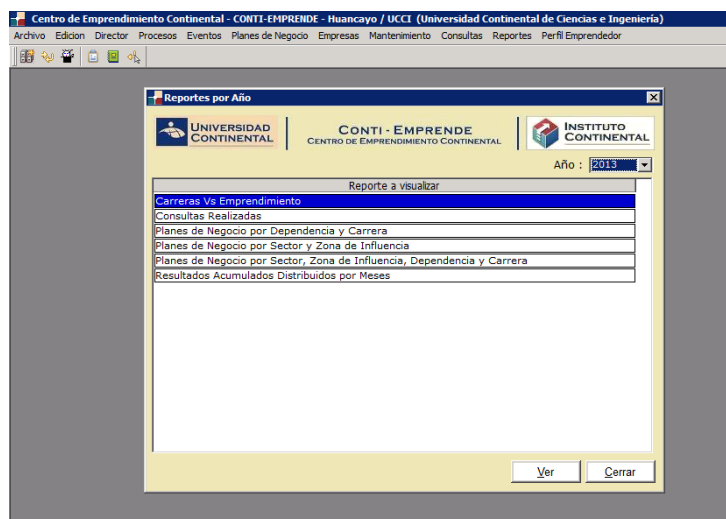 Centro de Emprendimiento Continental - CONTI-EMPRENDE - Huancayo / UCCI (Universidad Continental de Ciencias e Ingeniería)
Archivo Edicion Director Procesos Eventos Planes de Negocio Empresas Mantenimiento Consultas Reportes Perfil Emprendedor
Reportes por Año
UNIVERSIDAD
CONTINENTAL
CONTI - EMPRENDE
CENTRO DE EMPRENDIMIENTO CONTINENTAL
INSTITUTO
CONTINENTAL
Año : 2013
Reporte a visualizar
Carreras Vs Emprendimiento
Consultas Realizadas
Planes de Negocio por Dependencia y Carrera
Planes de Negocio por Sector y Zona de Influencia
Planes de Negocio por Sector, Zona de Influencia, Dependencia y Carrera
Resultados Acumulados Distribuidos por Meses
Ver Cerrar